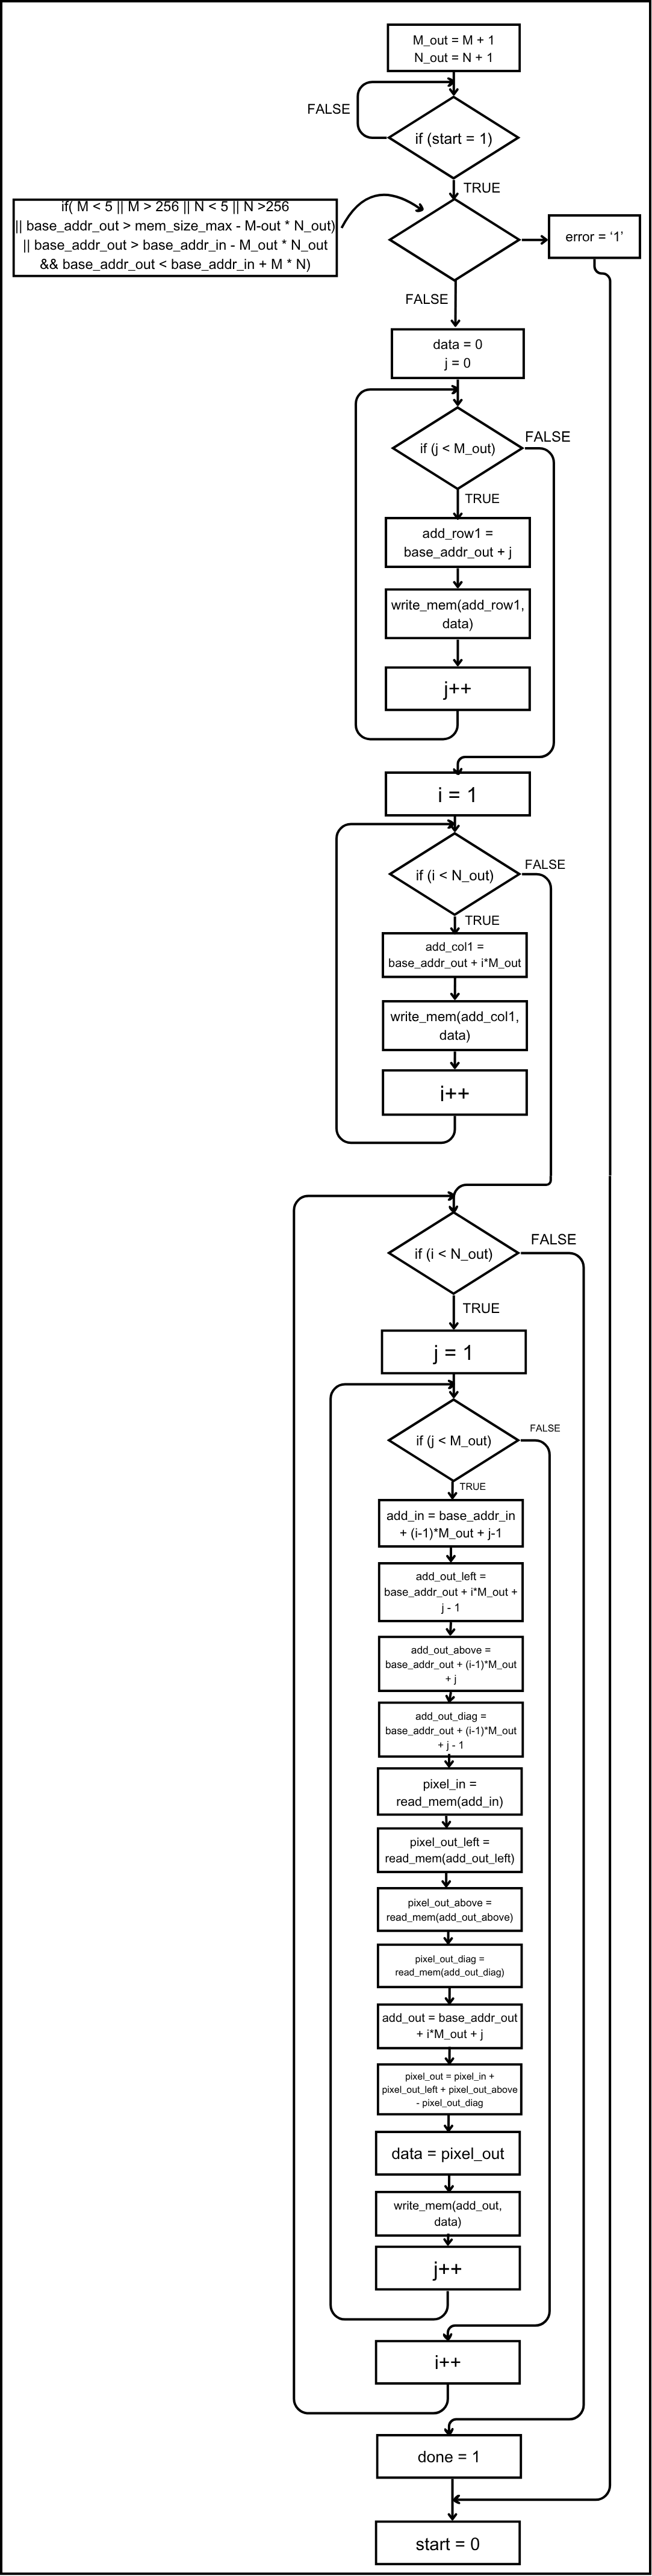 M_out = M + 1
N_out = N + 1
FALSE
if (start = 1)
TRUE
if( M < 5 || M > 256 || N < 5 || N >256
|| base_addr_out > mem_size_max - M-out * N_out)
|| base_addr_out > base_addr_in - M_out * N_out
&& base_addr_out < base_addr_in + M * N)
error = ‘1’
FALSE
data = 0
j = 0
if (j < M_out)
FALSE
TRUE
add_row1 =
base_addr_out + j
write_mem(add_row1,
data)
j++
i = 1
if (i < N_out)
FALSE
TRUE
add_col1 =
base_addr_out + i*M_out
write_mem(add_col1,
data)
i++
if (i < N_out)
FALSE
TRUE
j = 1
if (j < M_out)
FALSE
TRUE
add_in = base_addr_in
+ (i-1)*M_out + j-1
add_out_left =
base_addr_out + i*M_out +
j - 1
add_out_above =
base_addr_out + (i-1)*M_out
+ j
add_out_diag =
base_addr_out + (i-1)*M_out
+ j - 1
pixel_in =
read_mem(add_in)
pixel_out_left =
read_mem(add_out_left)
pixel_out_above =
read_mem(add_out_above)
pixel_out_diag =
read_mem(add_out_diag)
add_out = base_addr_out
+ i*M_out + j
pixel_out = pixel_in +
pixel_out_left + pixel_out_above
- pixel_out_diag
data = pixel_out
write_mem(add_out,
data)
j++
i++
done = 1
start = 0